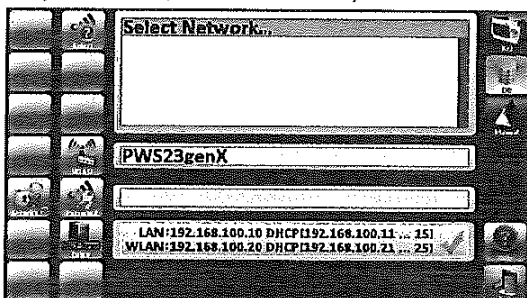 Select Network...
PWS23genX
LAN:192.168.100.10 DHCP[192.168.100.11 ... 15]
WLAN:192.168.100.20 DHCP[192.168.100.21 ... 25]